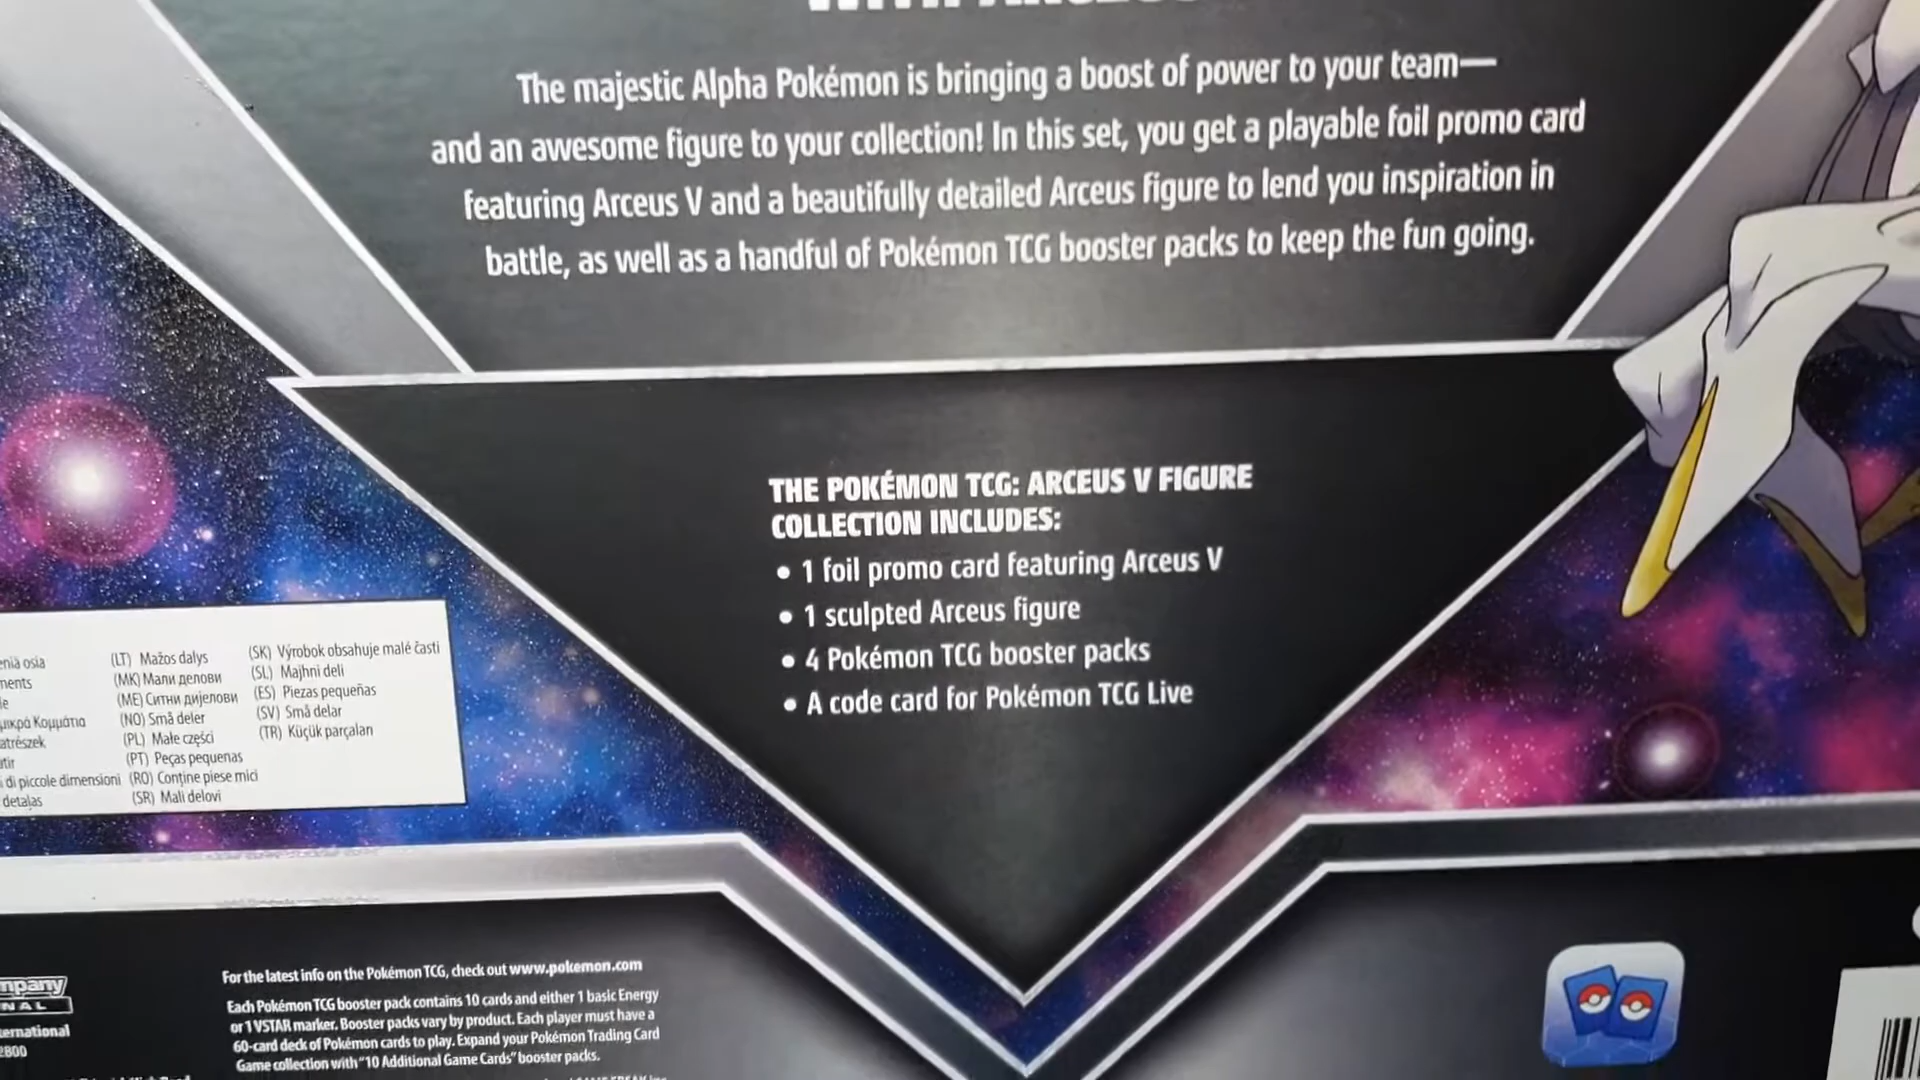 The majestic Alpha Pokémon is bringing a boost of power to your team—
and an awesome figure to your collection! In this set, you get a playable foil promo card
featuring Arceus V and a beautifully detailed Arceus figure to lend you inspiration in
battle, as well as a handful of Pokémon TCG booster packs to keep the fun going.
THE POKÉMON TCG: ARCEUS V FIGURE
COLLECTION INCLUDES:
• 1 foil promo card featuring Arceus V
• 1 sculpted Arceus figure
• 4 Pokémon TCG booster packs
• A code card for Pokémon TCG Live
osia
di piccole dimensioni
detaļas
(LT) Mažos dalys
(MK) Мали делови
(ME) Ситни дијелови
(NO) Små deler
(PL) Małe części
(PT) Peças pequenas
(RO) Conține piese mici
(SR) Mali delovi
(SK) Výrobok obsahuje malé časti
(SL) Majhni deli
(ES) Piezas pequeñas
(SV) Små delar
(TR) Küçük parçalan
For the latest info on the Pokémon TCG, check out www.pokemon.com
Each Pokémon TCG booster pack contains 10 cards and either 1 basic Energy
or 1 VSTAR marker. Booster packs vary by product. Each player must have a
60-card deck of Pokémon cards to play. Expand your Pokémon Trading Card
Game collection with "10 Additional Game Cards" booster packs.